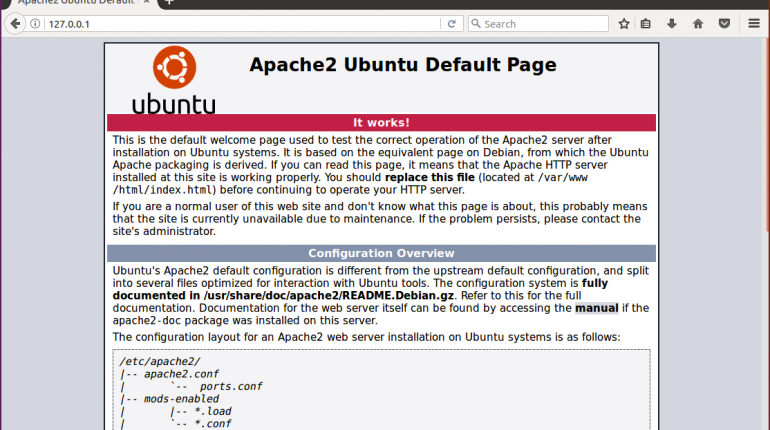 Apache2 Ubuntu Default
127.0.0.1
Search
Apache2 Ubuntu Default Page
ubuntu
It works!
This is the default welcome page used to test the correct operation of the Apache2 server after
installation on Ubuntu systems. It is based on the equivalent page on Debian, from which the Ubuntu
Apache packaging is derived. If you can read this page, it means that the Apache HTTP server
installed at this site is working properly. You should replace this file (located at /var/www
/html/index.html) before continuing to operate your HTTP server.
If you are a normal user of this web site and don't know what this page is about, this probably means
that the site is currently unavailable due to maintenance. If the problem persists, please contact the
site's administrator.
Configuration Overview
Ubuntu's Apache2 default configuration is different from the upstream default configuration, and split
into several files optimized for interaction with Ubuntu tools. The configuration system is fully
documented in /usr/share/doc/apache2/README.Debian.gz. Refer to this for the full
documentation. Documentation for the web server itself can be found by accessing the manual if the
apache2-doc package was installed on this server.
The configuration layout for an Apache2 web server installation on Ubuntu systems is as follows:
/etc/apache2/
|-- apache2.conf
|       `--  ports.conf
|-- mods-enabled
|       |-- *.load
|       `-- *.conf